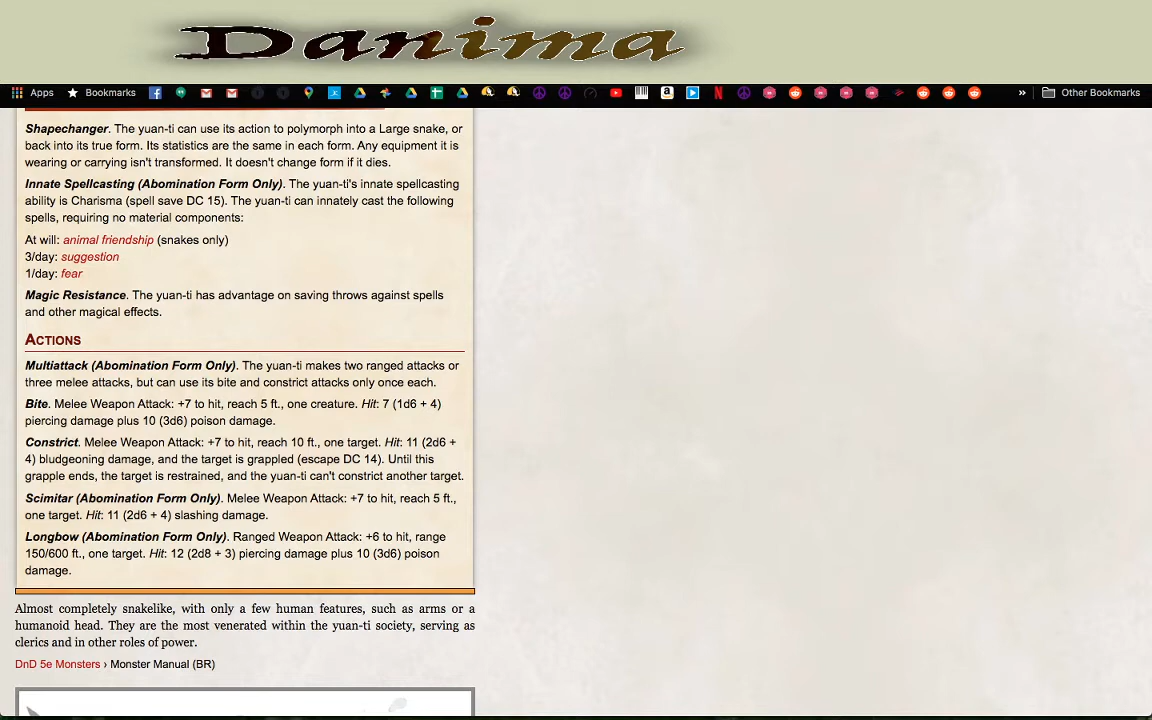 Danima
Apps Bookmarks » Other Bookmarks
Shapechanger. The yuan-ti can use its action to polymorph into a Large snake, or
back into its true form. Its statistics are the same in each form. Any equipment it is
wearing or carrying isn't transformed. It doesn't change form if it dies.
Innate Spellcasting (Abomination Form Only). The yuan-ti's innate spellcasting
ability is Charisma (spell save DC 15). The yuan-ti can innately cast the following
spells, requiring no material components:
At will: animal friendship (snakes only)
3/day: suggestion
1/day: fear
Magic Resistance. The yuan-ti has advantage on saving throws against spells
and other magical effects.
Actions
Multiattack (Abomination Form Only). The yuan-ti makes two ranged attacks or
three melee attacks, but can use its bite and constrict attacks only once each.
Bite. Melee Weapon Attack: +7 to hit, reach 5 ft., one creature. Hit: 7 (1d6 + 4)
piercing damage plus 10 (3d6) poison damage.
Constrict. Melee Weapon Attack: +7 to hit, reach 10 ft., one target. Hit: 11 (2d6 +
4) bludgeoning damage, and the target is grappled (escape DC 14). Until this
grapple ends, the target is restrained, and the yuan-ti can't constrict another target.
Scimitar (Abomination Form Only). Melee Weapon Attack: +7 to hit, reach 5 ft.,
one target. Hit: 11 (2d6 + 4) slashing damage.
Longbow (Abomination Form Only). Ranged Weapon Attack: +6 to hit, range
150/600 ft., one target. Hit: 12 (2d8 + 3) piercing damage plus 10 (3d6) poison
damage.
Almost completely snakelike, with only a few human features, such as arms or a
humanoid head. They are the most venerated within the yuan-ti society, serving as
clerics and in other roles of power.
DnD 5e Monsters › Monster Manual (BR)